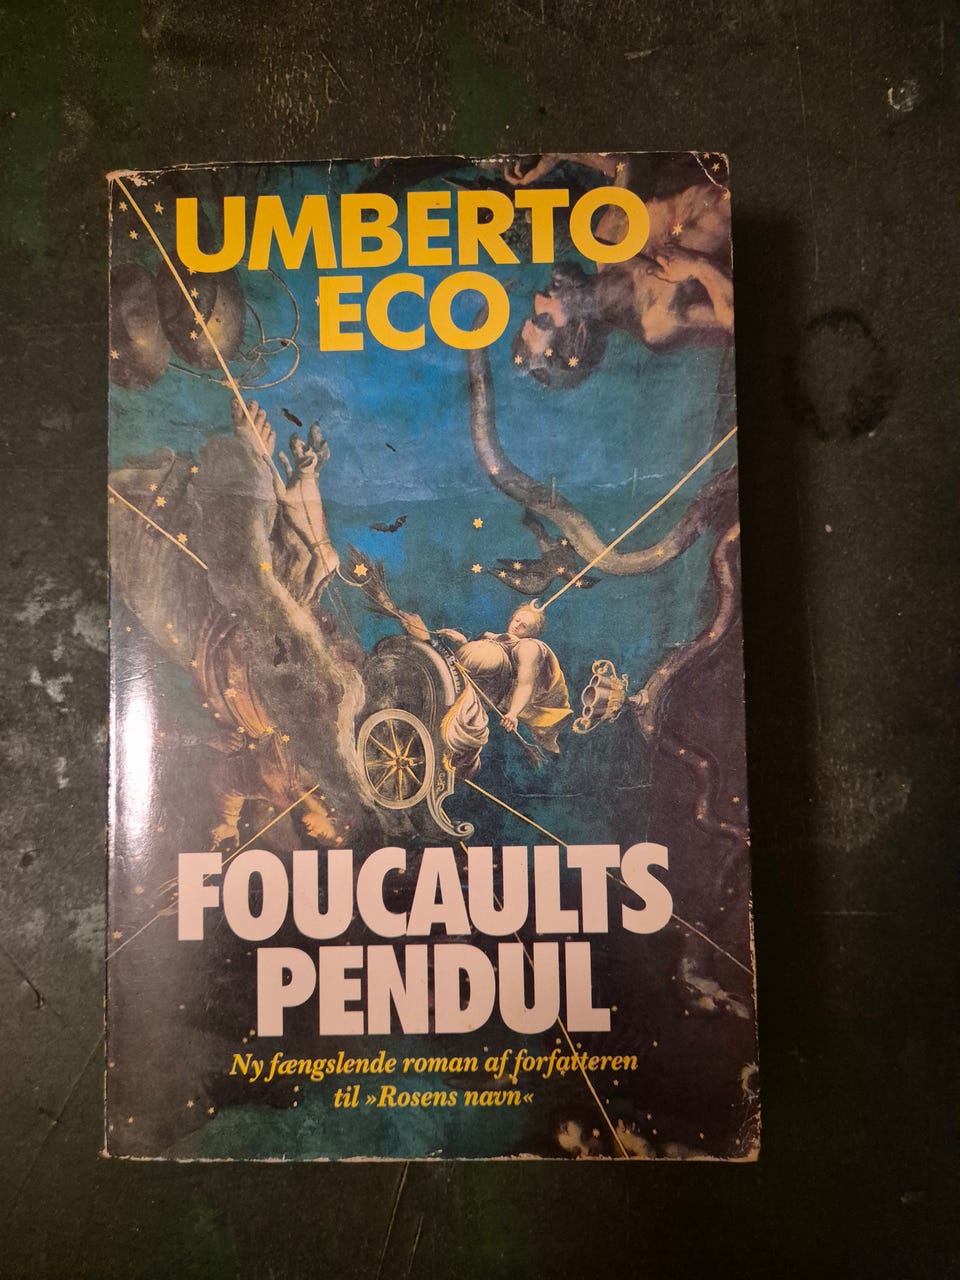 UMBERTO
ECO
FOUCAULTS
PENDUL
Ny fængslende roman af forfatteren
til »Rosens navn«